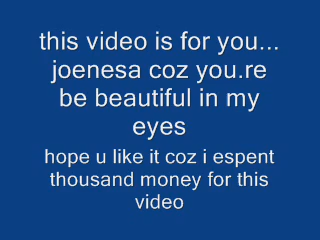 this video is for you...
joenesa coz you.re
be beautiful in my
eyes
hope u like it coz i espent
thousand money for this
video